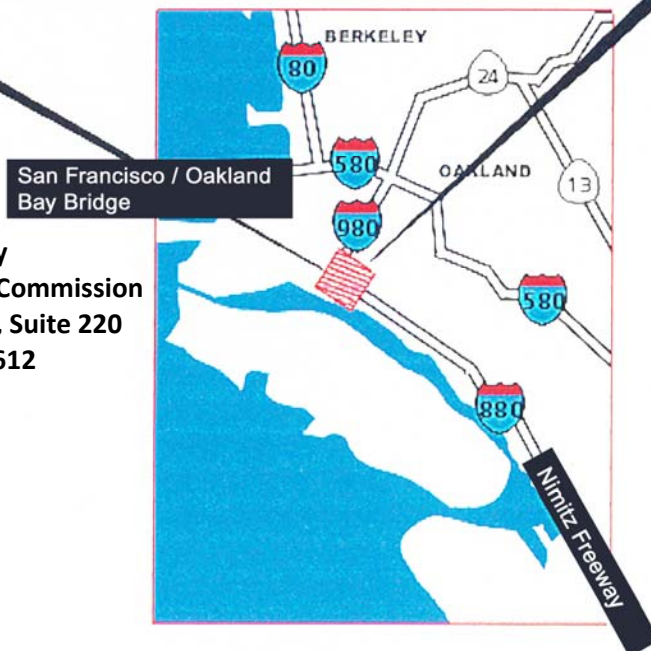 BERKELEY
80
24
580
OAKLAND
13
San Francisco / Oakland
Bay Bridge
980
Commission
, Suite 220
612
580
880
Nimitz Freeway